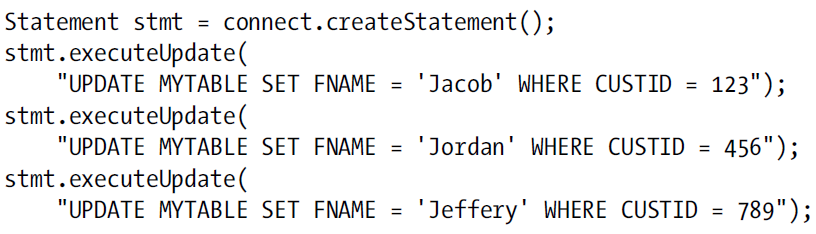 Statement stmt = connect.createStatement();
stmt.executeUpdate(
    "UPDATE MYTABLE SET FNAME = 'Jacob' WHERE CUSTID = 123");
stmt.executeUpdate(
    "UPDATE MYTABLE SET FNAME = 'Jordan' WHERE CUSTID = 456");
stmt.executeUpdate(
    "UPDATE MYTABLE SET FNAME = 'Jeffery' WHERE CUSTID = 789");